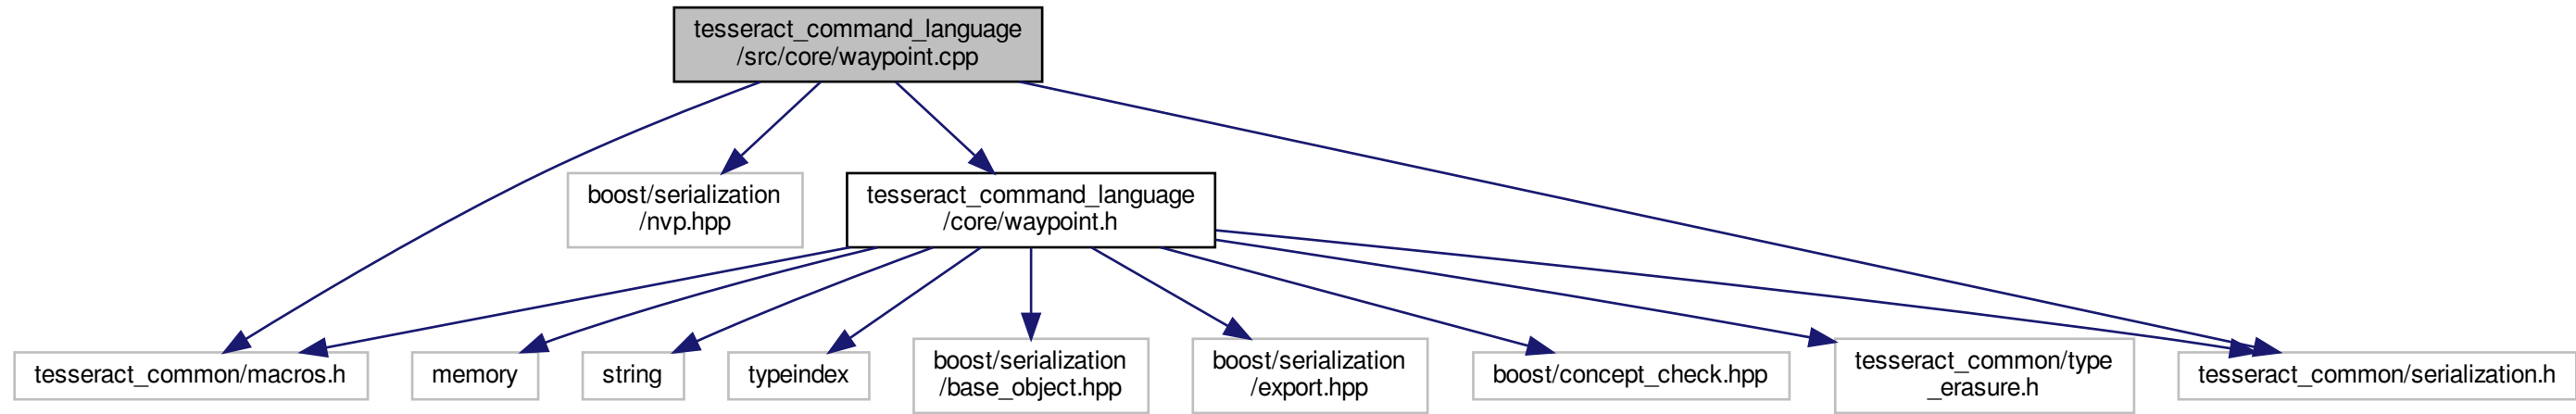 tesseract_command_language
/src/core/waypoint.cpp
boost/serialization
/nvp.hpp
tesseract_command_language
/core/waypoint.h
tesseract_common/macros.h
memory
string
typeindex
boost/serialization
/base_object.hpp
boost/serialization
/export.hpp
boost/concept_check.hpp
tesseract_common/type
_erasure.h
tesseract_common/serialization.h